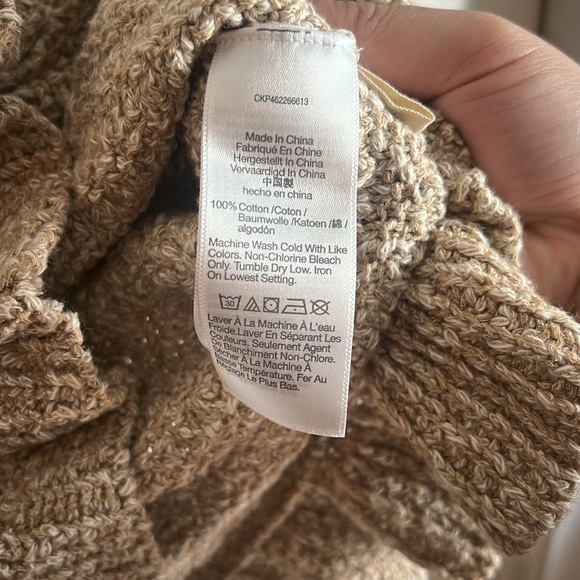 CKP462266613
Made In China
Fabriqué En Chine
Hergestellt In China
Vervaardigd In China
中国製
hecho en china
100% Cotton /Coton /
Baumwolle /Katoen /綿 /
algodón
Machine Wash Cold With Like
Colors. Non-Chlorine Bleach
Only. Tumble Dry Low. Iron
On Lowest Setting.
30
Laver À La Machine À L'eau
Froide.Laver En Séparant Les
Couleurs. Seulement Agent
De Blanchiment Non-Chlore.
Sécher À La Machine À
Basse Température. Fer Au
Préréglé Le Plus Bas.